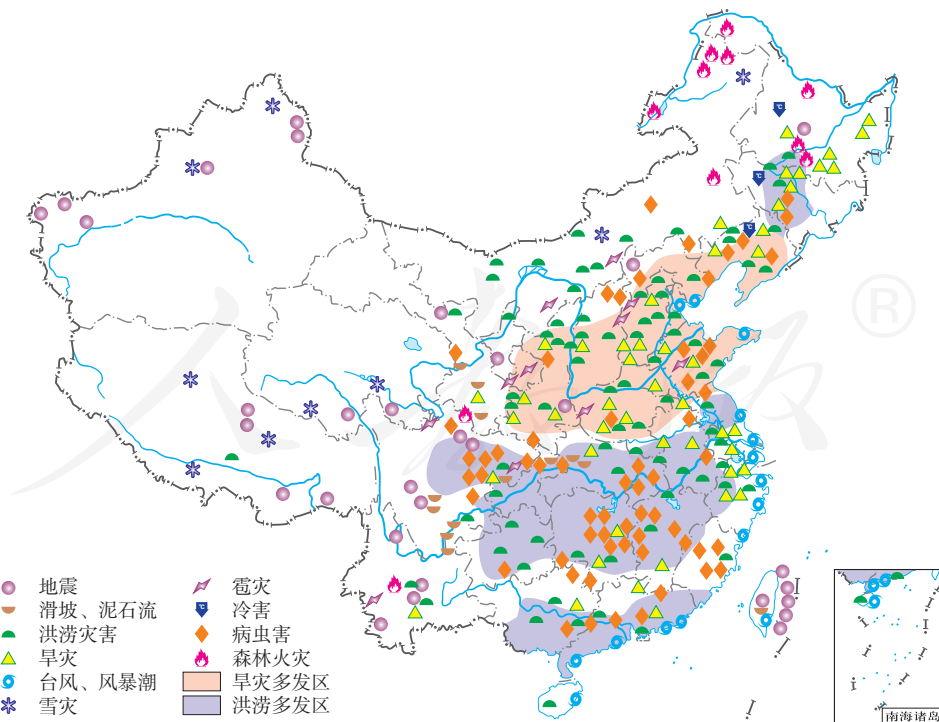 ®
℃
℃
℃
地震
雹灾
滑坡、泥石流
℃
冷害
洪涝灾害
病虫害
旱灾
森林火灾
台风、风暴潮
旱灾多发区
雪灾
洪涝多发区
南海诸岛